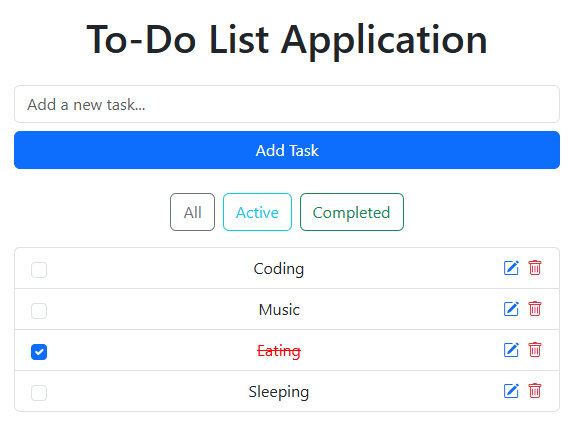 To-Do List Application
Add a new task...
Add Task
All Active Completed
Coding
Music
Eating
Sleeping